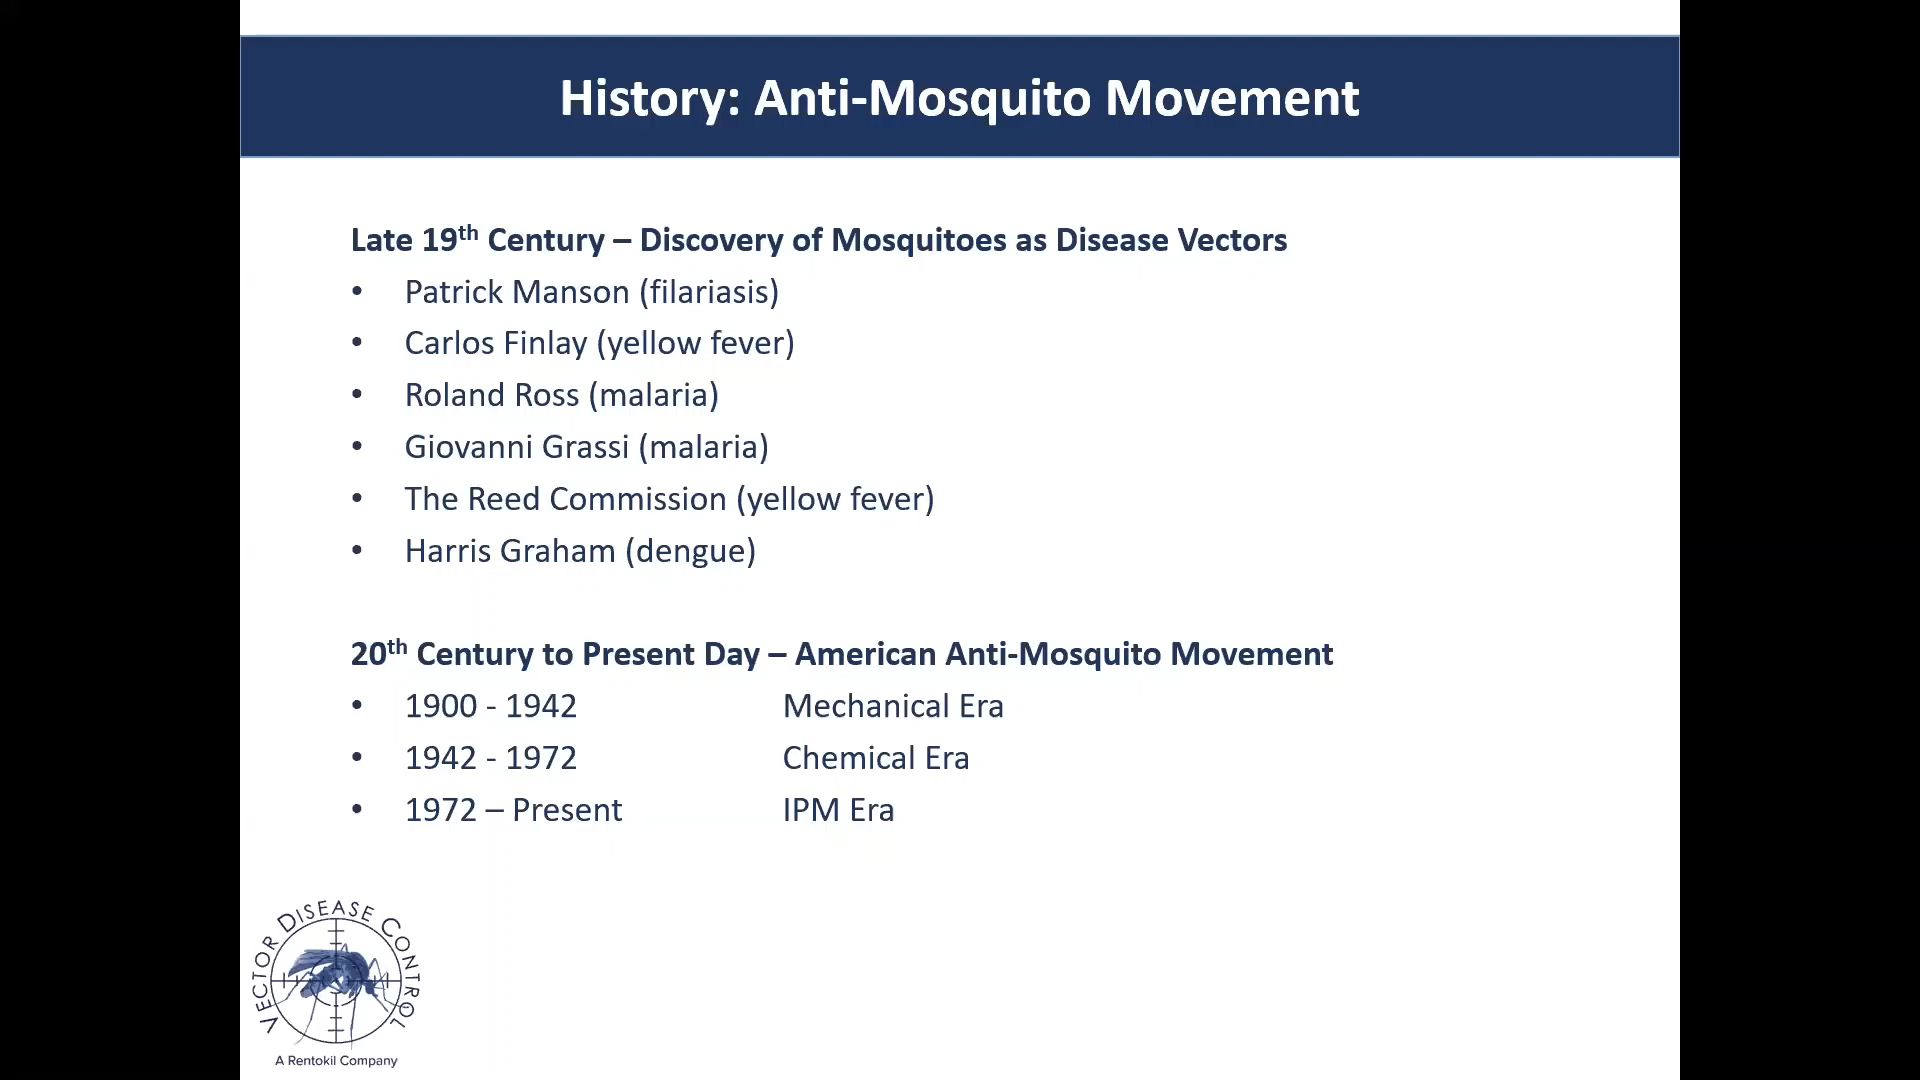 History: Anti-Mosquito Movement
Late 19th Century – Discovery of Mosquitoes as Disease Vectors
• Patrick Manson (filariasis)
• Carlos Finlay (yellow fever)
• Roland Ross (malaria)
• Giovanni Grassi (malaria)
• The Reed Commission (yellow fever)
• Harris Graham (dengue)
20th Century to Present Day – American Anti-Mosquito Movement
• 1900 - 1942 Mechanical Era
• 1942 - 1972 Chemical Era
• 1972 – Present IPM Era
VECTOR DISEASE CONTROL
A Rentokil Company